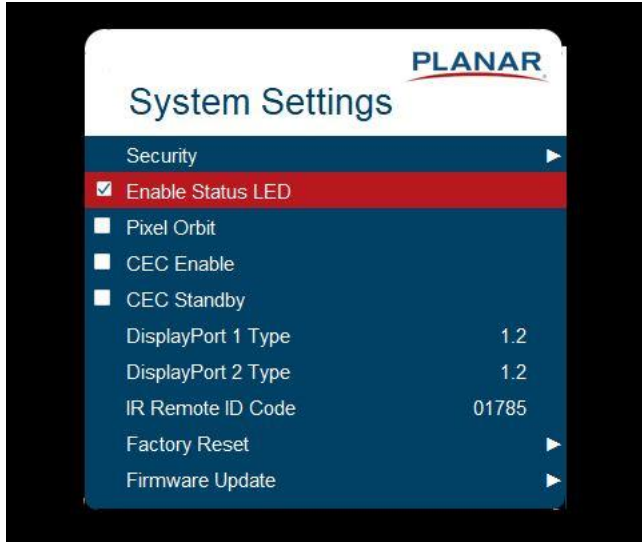 PLANAR
System Settings
Security
Enable Status LED
Pixel Orbit
CEC Enable
CEC Standby
DisplayPort 1 Type 1.2
DisplayPort 2 Type 1.2
IR Remote ID Code 01785
Factory Reset
Firmware Update